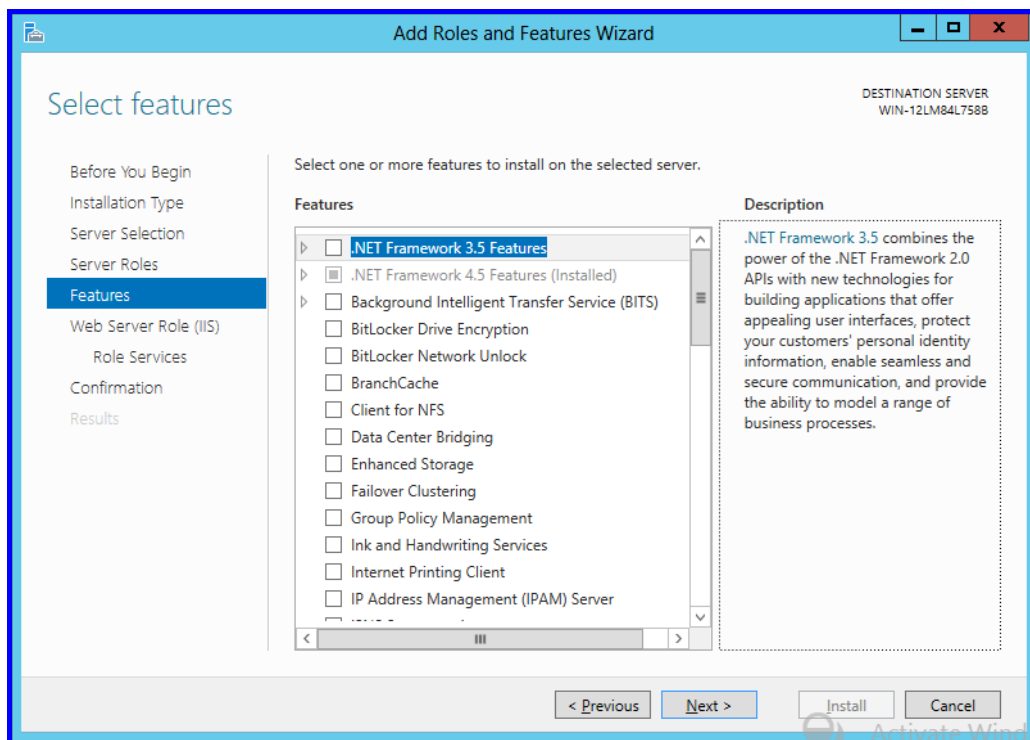 Add Roles and Features Wizard
Select features
DESTINATION SERVER
WIN-12LM84L758B
Before You Begin
Installation Type
Server Selection
Server Roles
Features
Web Server Role (IIS)
Role Services
Confirmation
Results
Select one or more features to install on the selected server.
Features
.NET Framework 3.5 Features
.NET Framework 4.5 Features (Installed)
Background Intelligent Transfer Service (BITS)
BitLocker Drive Encryption
BitLocker Network Unlock
BranchCache
Client for NFS
Data Center Bridging
Enhanced Storage
Failover Clustering
Group Policy Management
Ink and Handwriting Services
Internet Printing Client
IP Address Management (IPAM) Server
Description
.NET Framework 3.5 combines the
power of the .NET Framework 2.0
APIs with new technologies for
building applications that offer
appealing user interfaces, protect
your customers' personal identity
information, enable seamless and
secure communication, and provide
the ability to model a range of
business processes.
< Previous
Next >
Install
Cancel
Activate Wind